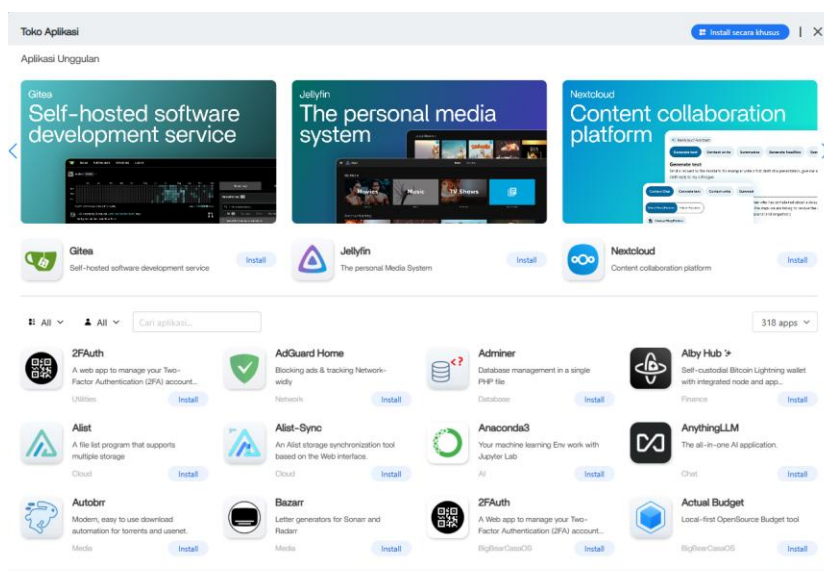 Toko Aplikasi
Install secara khusus
Aplikasi Unggulan
Gitea
Self-hosted software
development service
Jellyfin
The personal media
system
Movies
Music
TV Shows
Nextcloud
Content collaboration
platform
Gitea
Self-hosted software development service
Install
Jellyfin
The personal Media System
Install
Nextcloud
Content collaboration platform
Install
All
All
Cari aplikasi...
318 apps
2FAuth
A web app to manage your Two-
Factor Authentication (2FA) account...
Utilities
Install
AdGuard Home
Blocking ads & tracking Network-
widly
Network
Install
Adminer
Database management in a single
PHP file
Database
Install
Alby Hub
Self-custodial Bitcoin Lightning wallet
with integrated node and app...
Finance
Install
Alist
A file list program that supports
multiple storage
Cloud
Install
Alist-Sync
An Alist storage synchronization tool
based on the Web interface.
Cloud
Install
Anaconda3
Your machine learning Env work with
Jupyter Lab
AI
Install
AnythingLLM
The all-in-one AI application.
Chat
Install
Autobrr
Modern, easy to use download
automation for torrents and usenet.
Media
Install
Bazarr
Letter generators for Sonarr and
Radarr
Media
Install
2FAuth
A Web app to manage your Two-
Factor Authentication (2FA) account...
BigBearCasaOS
Install
Actual Budget
Local-first OpenSource Budget tool
BigBearCasaOS
Install